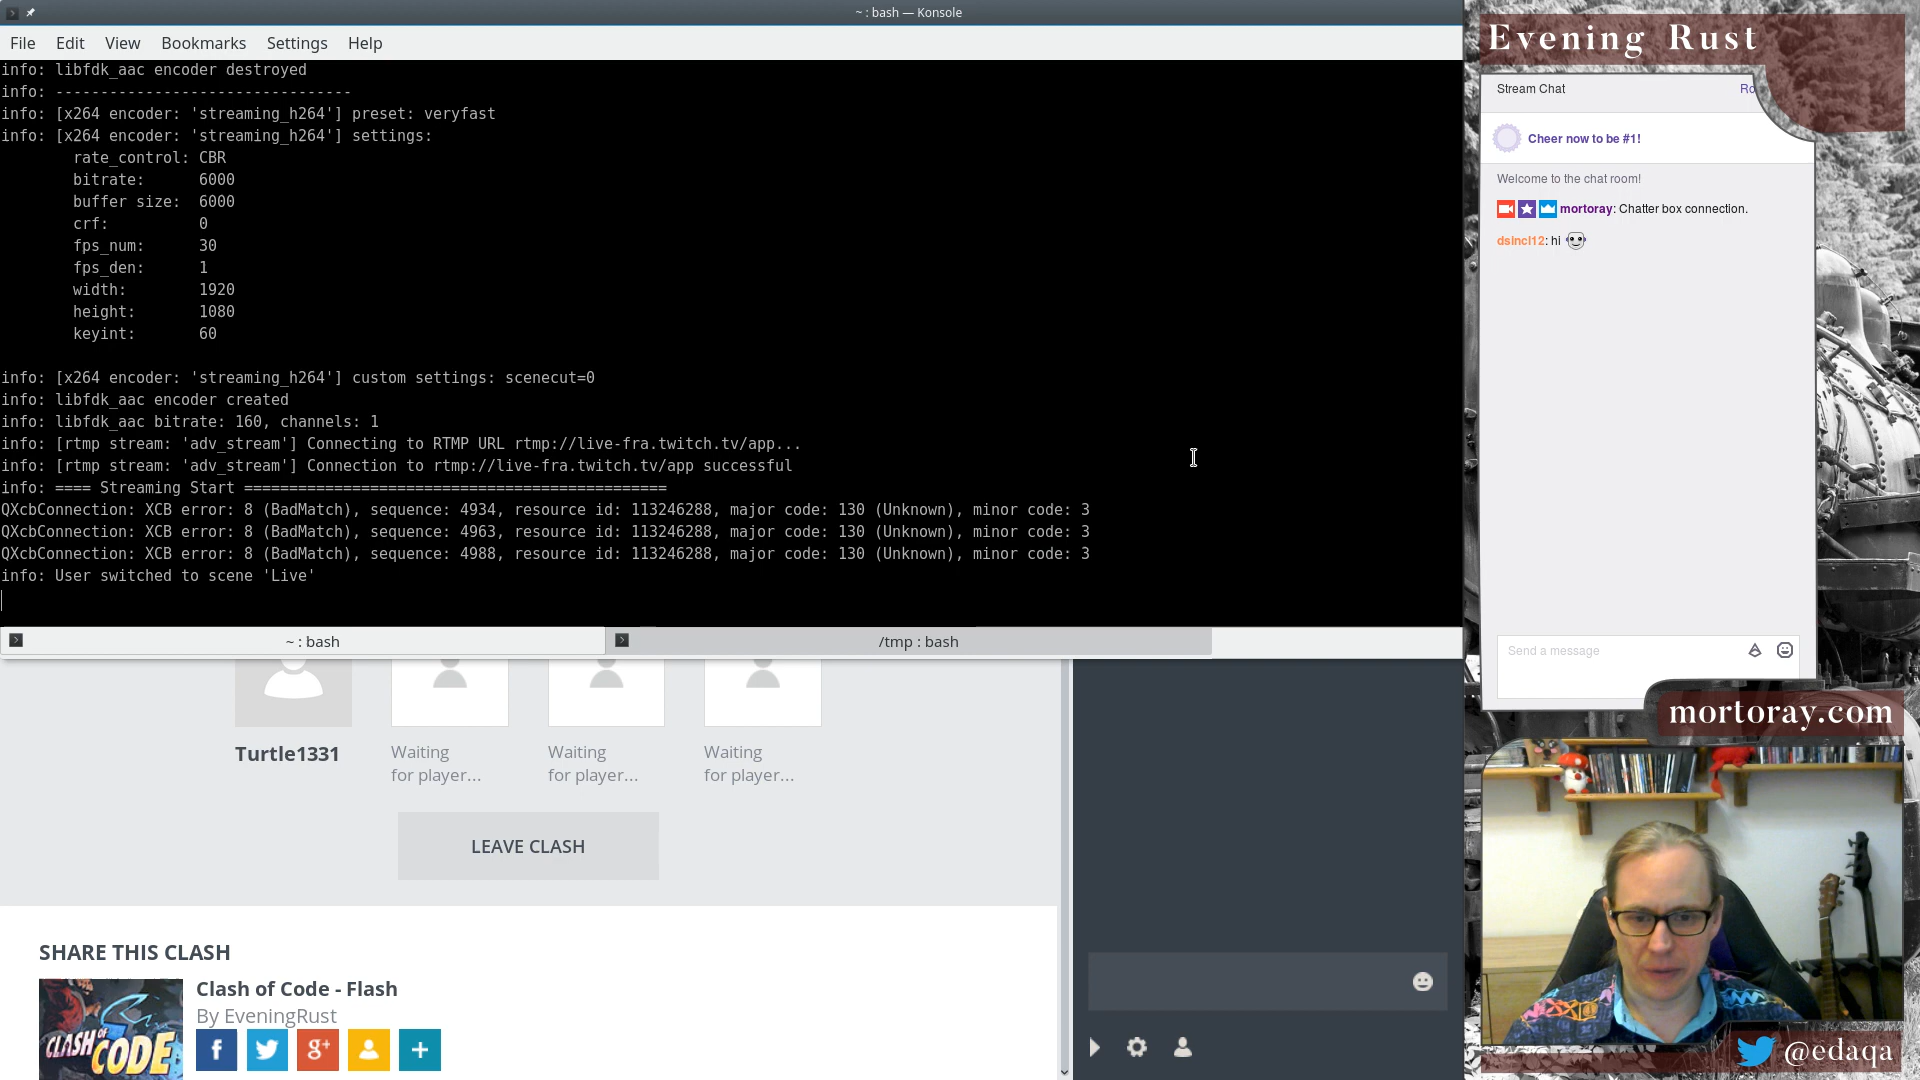 ~ : bash — Konsole
File Edit View Bookmarks Settings Help
info: libfdk_aac encoder destroyed
info: ---------------------------------
info: [x264 encoder: 'streaming_h264'] preset: veryfast
info: [x264 encoder: 'streaming_h264'] settings:
rate_control: CBR
bitrate: 6000
buffer size: 6000
crf: 0
fps_num: 30
fps_den: 1
width: 1920
height: 1080
keyint: 60
info: [x264 encoder: 'streaming_h264'] custom settings: scenecut=0
info: libfdk_aac encoder created
info: libfdk_aac bitrate: 160, channels: 1
info: [rtmp stream: 'adv_stream'] Connecting to RTMP URL rtmp://live-fra.twitch.tv/app...
info: [rtmp stream: 'adv_stream'] Connection to rtmp://live-fra.twitch.tv/app successful
info: ==== Streaming Start ===============================================
QXcbConnection: XCB error: 8 (BadMatch), sequence: 4934, resource id: 113246288, major code: 130 (Unknown), minor code: 3
QXcbConnection: XCB error: 8 (BadMatch), sequence: 4963, resource id: 113246288, major code: 130 (Unknown), minor code: 3
QXcbConnection: XCB error: 8 (BadMatch), sequence: 4988, resource id: 113246288, major code: 130 (Unknown), minor code: 3
info: User switched to scene 'Live'
~ : bash
/tmp : bash
Turtle1331
Waiting
for player...
Waiting
for player...
Waiting
for player...
LEAVE CLASH
SHARE THIS CLASH
CLASH OF CODE
Clash of Code - Flash
By EveningRust
Evening Rust
Stream Chat
Ro
Cheer now to be #1!
Welcome to the chat room!
mortoray: Chatter box connection.
dsincl12: hi
Send a message
mortoray.com
@edaqa